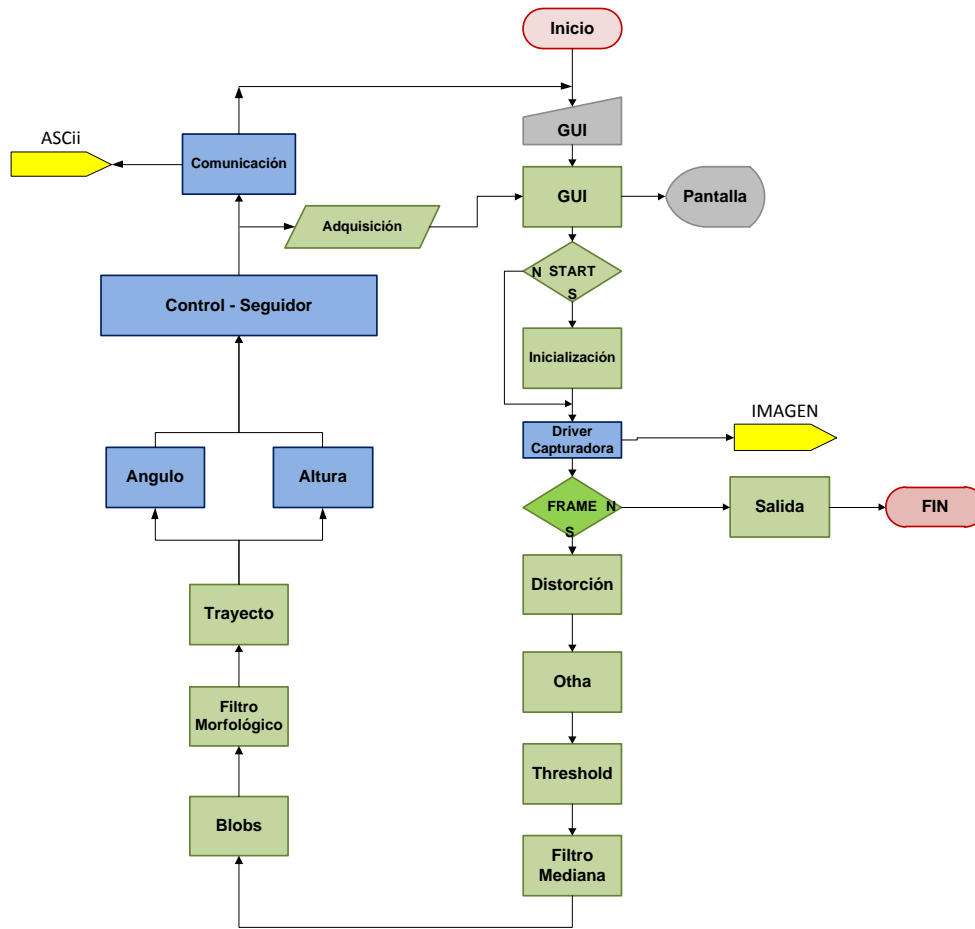 Inicio
ASCii
GUI
Comunicación
GUI
Pantalla
Adquisición
N START
S
Control - Seguidor
Inicialización
IMAGEN
Driver
Capturadora
Angulo
Altura
FRAME N
S
Salida
FIN
Distorción
Trayecto
Otha
Filtro
Morfológico
Threshold
Blobs
Filtro
Mediana